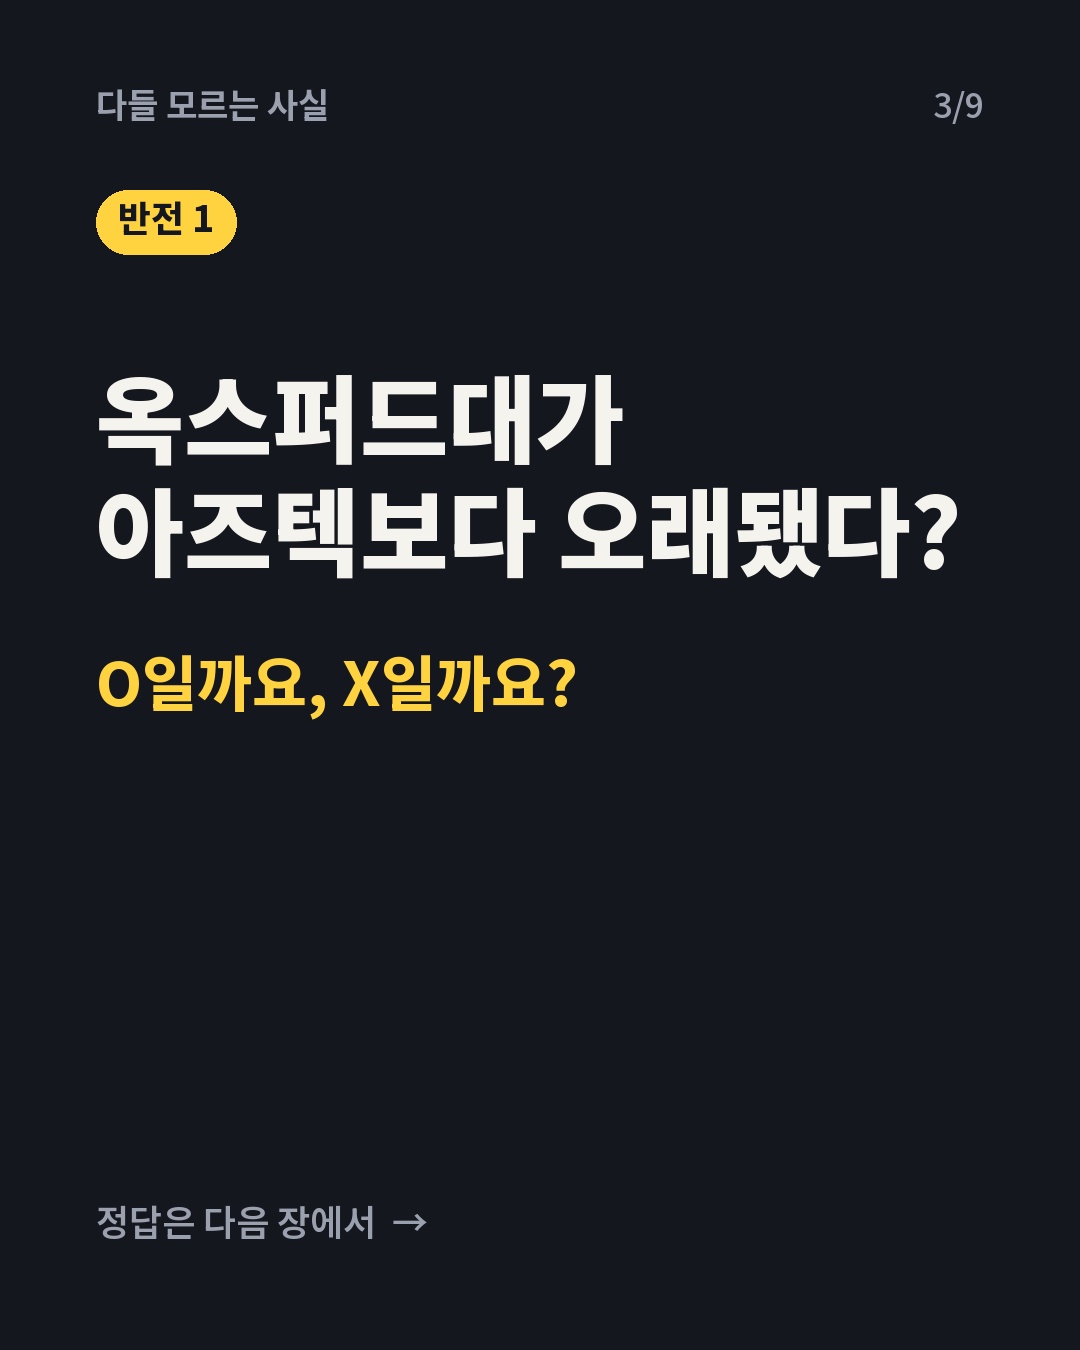 다들 모르는 사실
3/9
반전 1
옥스퍼드대가
아즈텍보다 오래됐다?
O일까요, X일까요?
정답은 다음 장에서 →